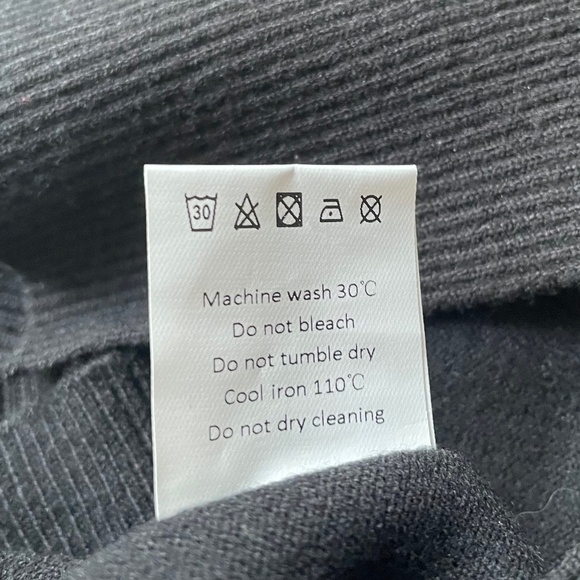 30
Machine wash 30°C
Do not bleach
Do not tumble dry
Cool iron 110°C
Do not dry cleaning